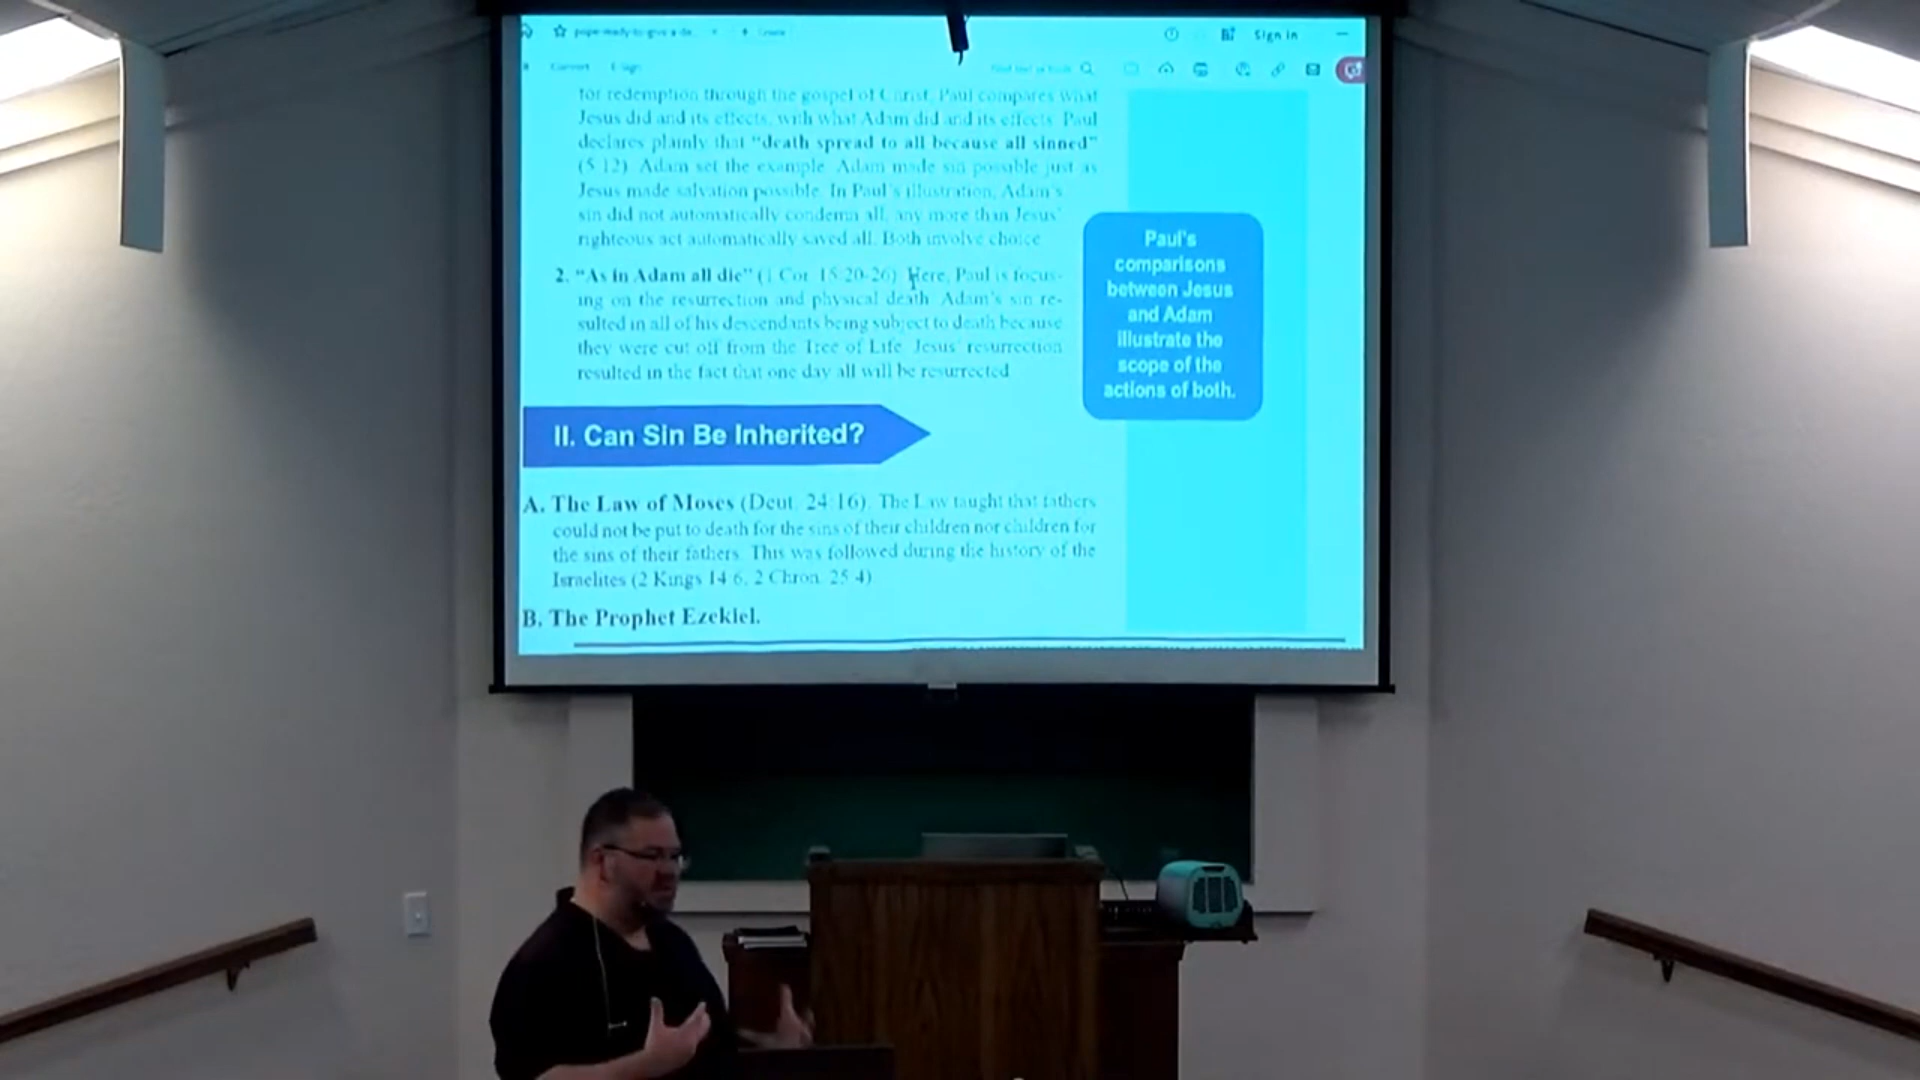 Sign in
for redemption through the gospel of Christ, Paul compares what
Jesus did and its effects, with what Adam did and its effects. Paul
declares plainly that “death spread to all because all sinned”
(5:12). Adam set the example. Adam made sin possible just as
Jesus made salvation possible. In Paul's illustration, Adam's
sin did not automatically condemn all, any more than Jesus'
righteous act automatically saved all. Both involve choice.
2. “As in Adam all die” (1 Cor. 15:20-26). Here, Paul is focus-
ing on the resurrection and physical death. Adam's sin re-
sulted in all of his descendants being subject to death because
they were cut off from the Tree of Life. Jesus' resurrection
resulted in the fact that one day all will be resurrected.
Paul's
comparisons
between Jesus
and Adam
illustrate the
scope of the
actions of both.
II. Can Sin Be Inherited?
A. The Law of Moses (Deut. 24:16). The Law taught that fathers
could not be put to death for the sins of their children nor children for
the sins of their fathers. This was followed during the history of the
Israelites (2 Kings 14:6; 2 Chron. 25:4)
B. The Prophet Ezekiel.